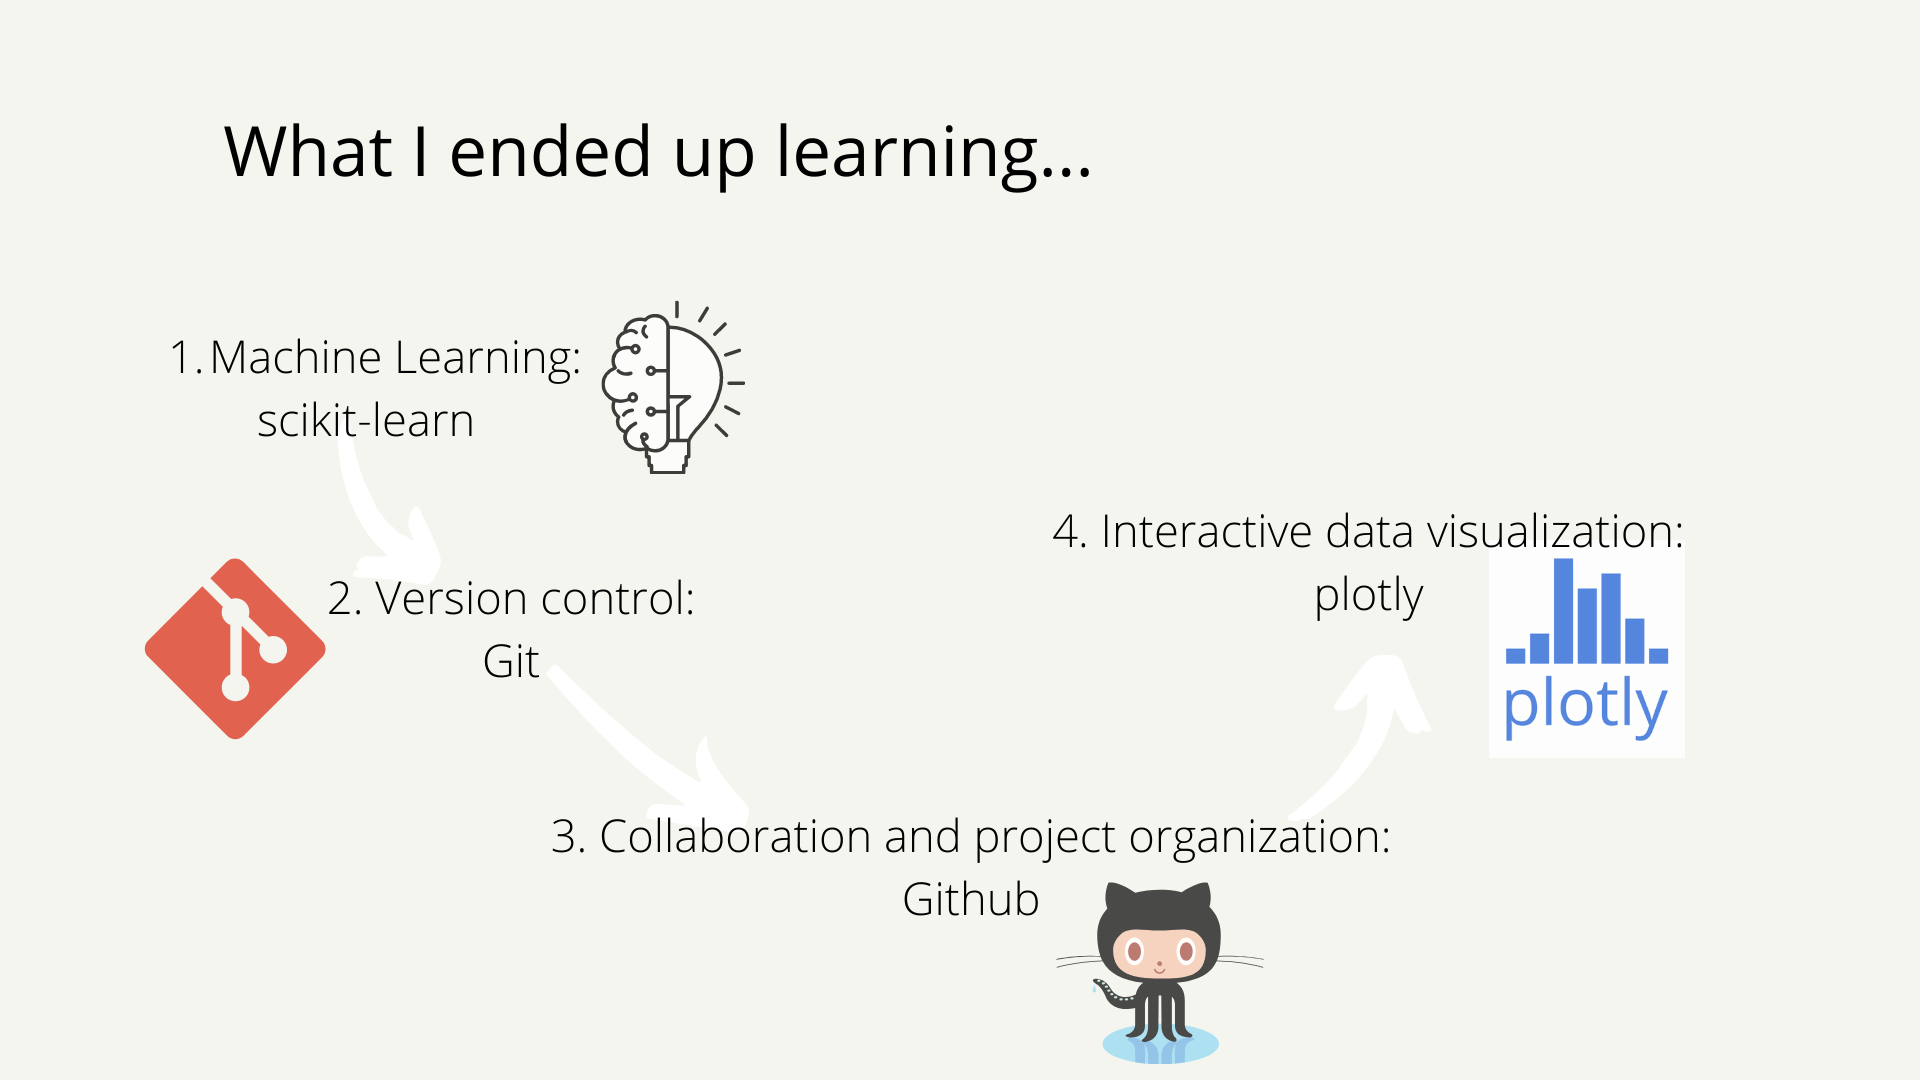 What I ended up learning...
1. Machine Learning:
scikit-learn
2. Version control:
Git
3. Collaboration and project organization:
Github
4. Interactive data visualization:
plotly
plotly